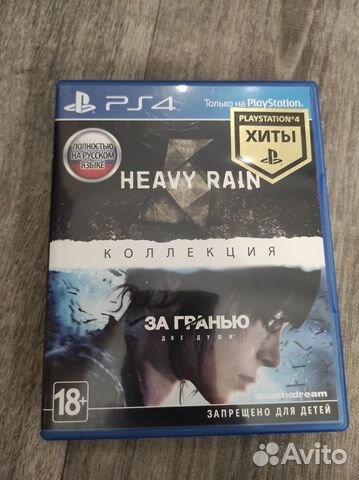 PS4
Только на PlayStation.
PLAYSTATION®4
ХИТЫ
ПОЛНОСТЬЮ
НА РУССКОМ
ЯЗЫКЕ
HEAVY RAIN
КОЛЛЕКЦИЯ
ЗА ГРАНЬЮ
ДВЕ ДУШИ
18+
quanticdream
ЗАПРЕЩЕНО ДЛЯ ДЕТЕЙ
Avito